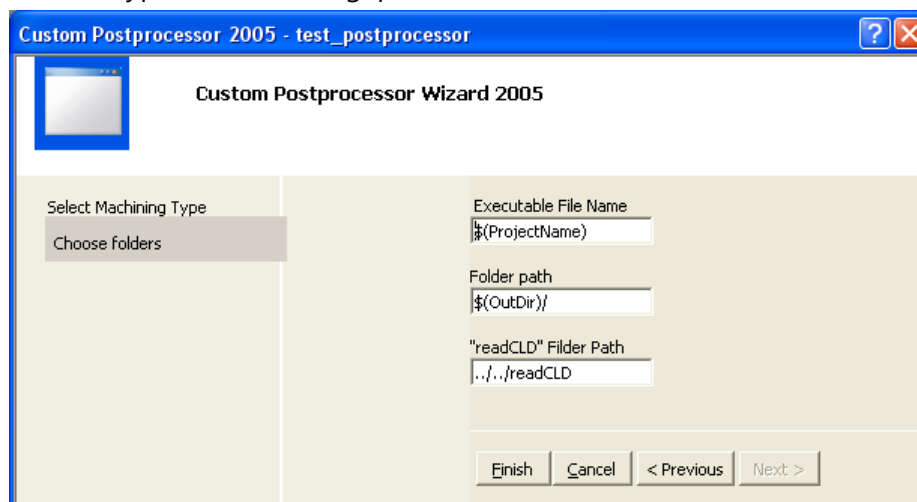 Custom Postprocessor 2005 - test_postprocessor
Custom Postprocessor Wizard 2005
Select Machining Type
Choose folders
Executable File Name
$(ProjectName)
Folder path
$(OutDir)/
"readCLD" Filder Path
../../readCLD
Finish
Cancel
< Previous
Next >